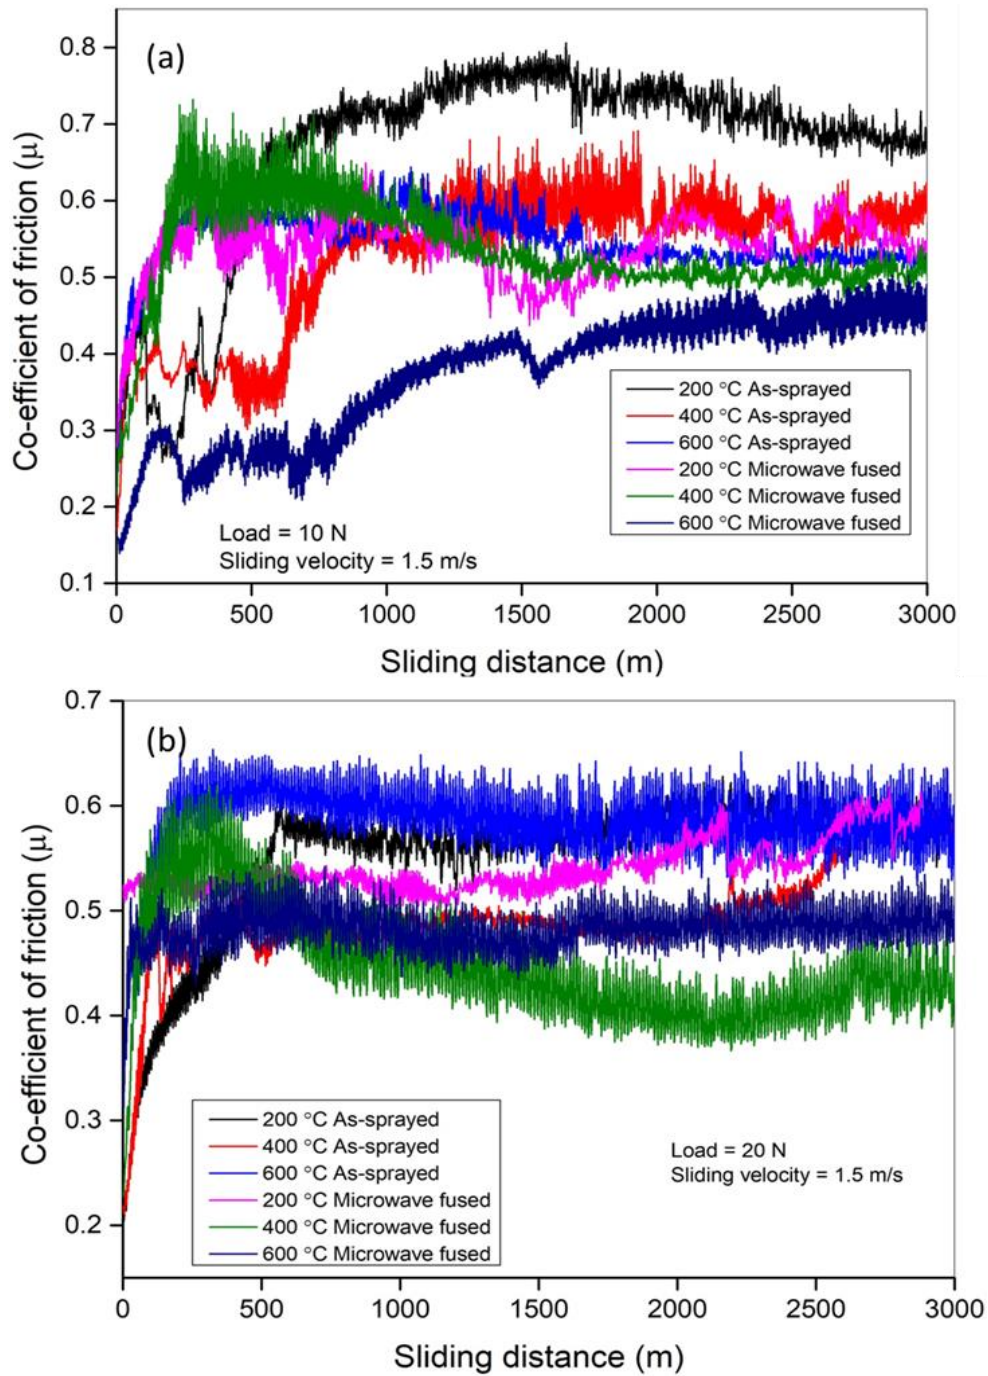 (a)
0.8
0.7
0.6
0.5
0.4
0.3
0.2
0.1
Co-efficient of friction (μ)
200 °C As-sprayed
400 °C As-sprayed
600 °C As-sprayed
200 °C Microwave fused
400 °C Microwave fused
600 °C Microwave fused
Load = 10 N
Sliding velocity = 1.5 m/s
0 500 1000 1500 2000 2500 3000
Sliding distance (m)
(b)
0.7
0.6
0.5
0.4
0.3
0.2
Co-efficient of friction (μ)
200 °C As-sprayed
400 °C As-sprayed
600 °C As-sprayed
200 °C Microwave fused
400 °C Microwave fused
600 °C Microwave fused
Load = 20 N
Sliding velocity = 1.5 m/s
0 500 1000 1500 2000 2500 3000
Sliding distance (m)